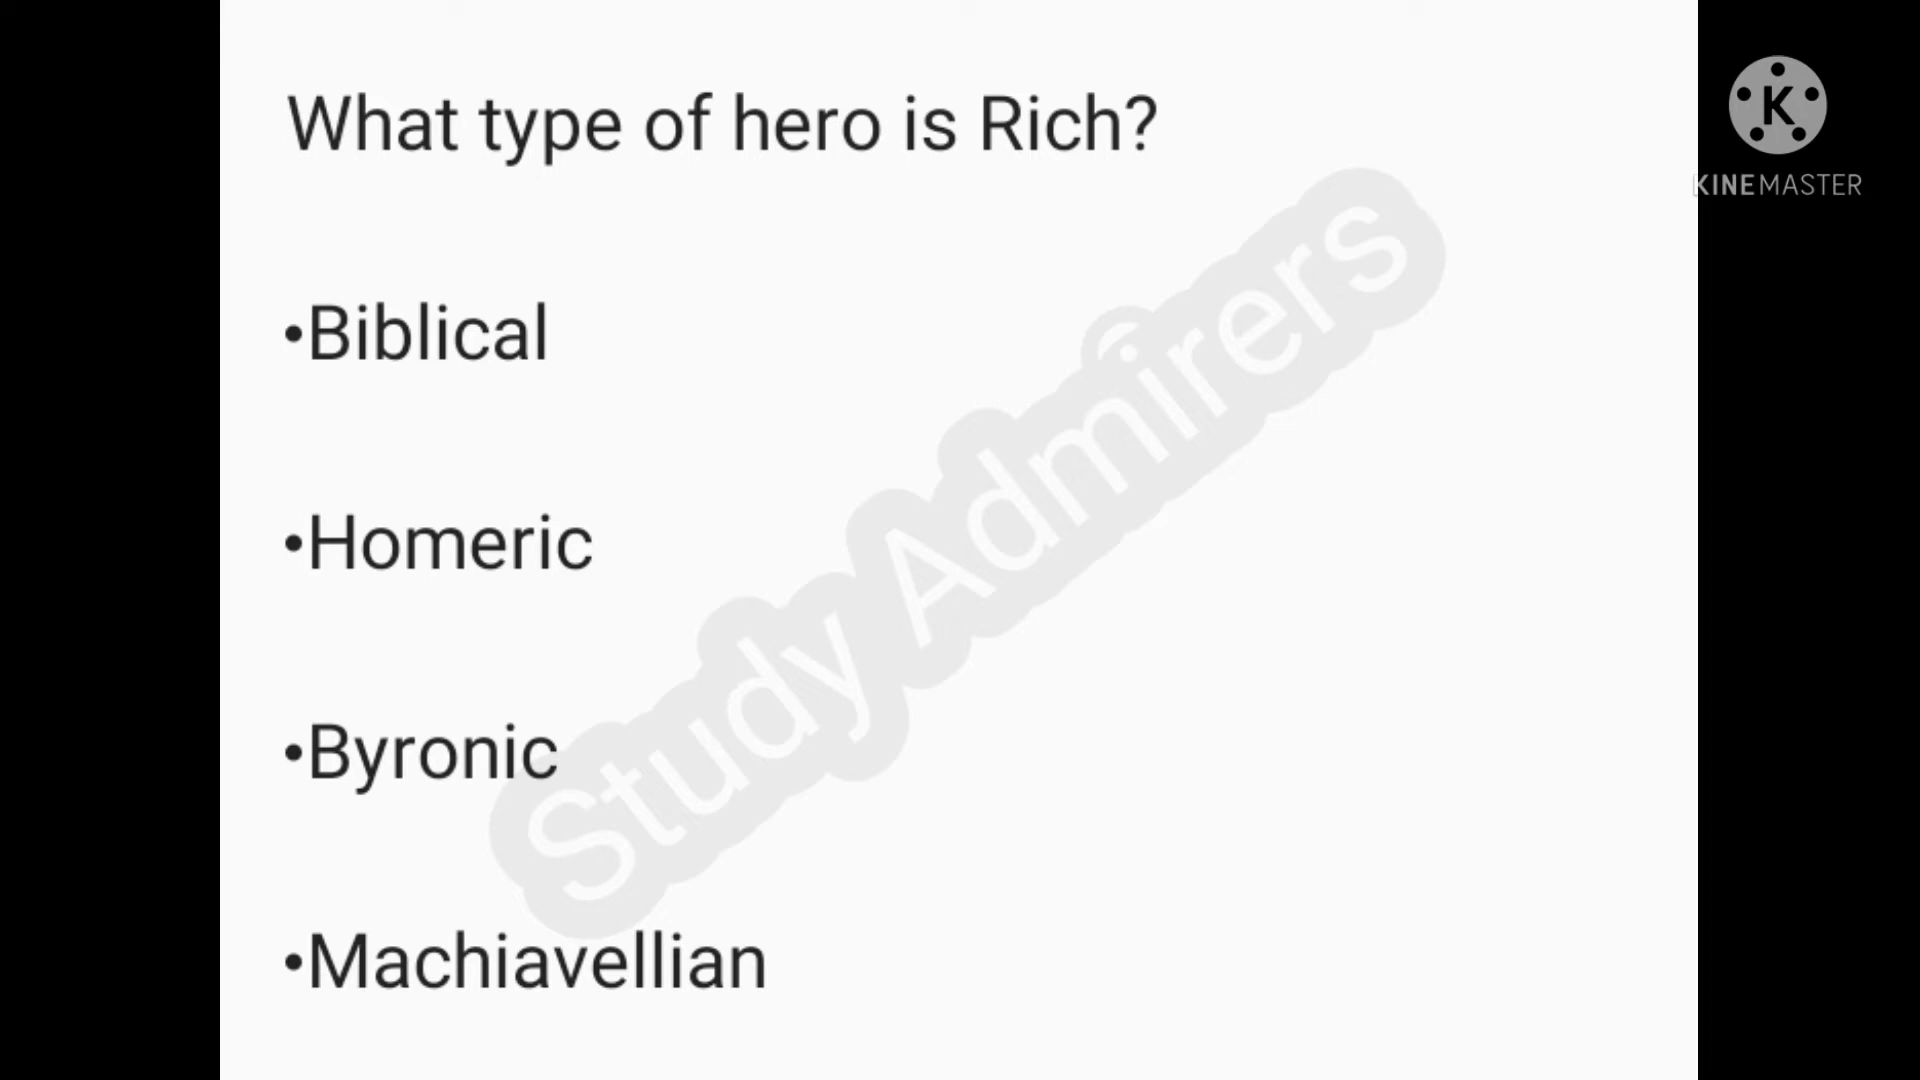 What type of hero is Rich?
•Biblical
•Homeric
•Byronic
•Machiavellian
Study Admirers
K
KINEMASTER